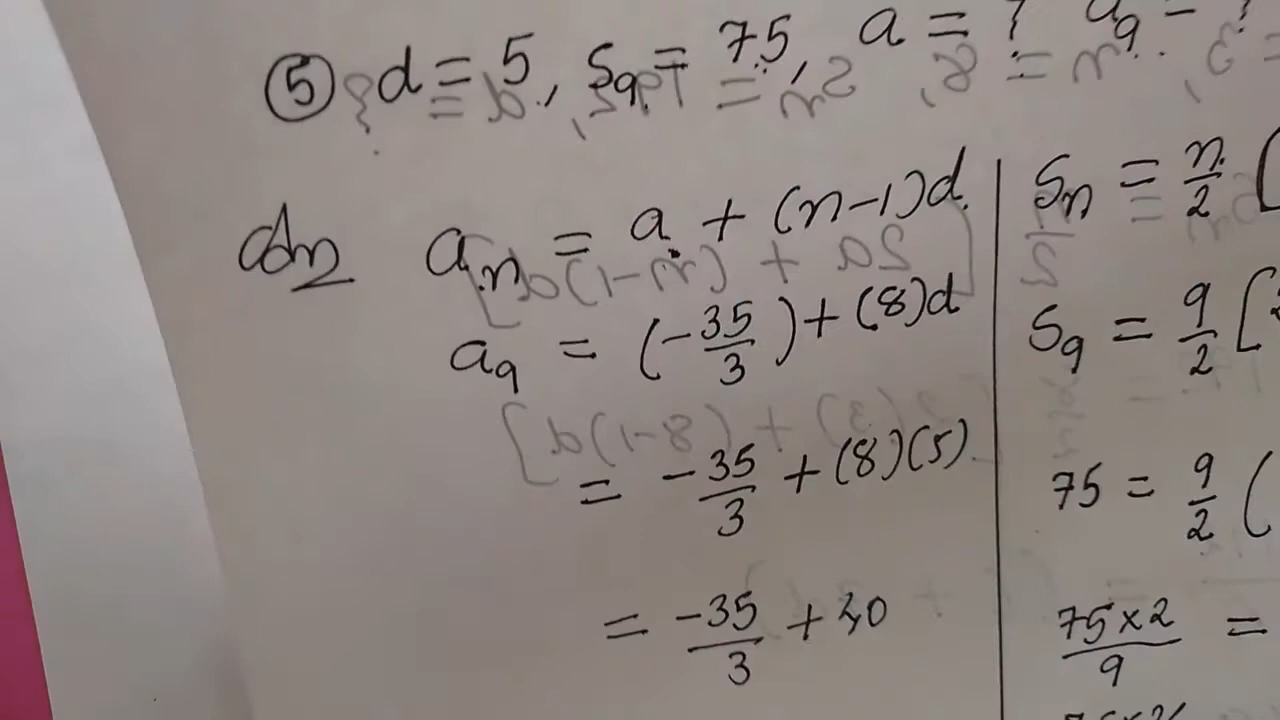 ⑤ d = 5, S₉ = 75, a = ? a₉ = ?
aₙ = a + (n-1)d
a₉ = (-35/3) + (8)d
= -35/3 + (8)(5)
= -35/3 + 40
Sₙ = n/2 (
S₉ = 9/2 [
75 = 9/2 (
75×2/9 =